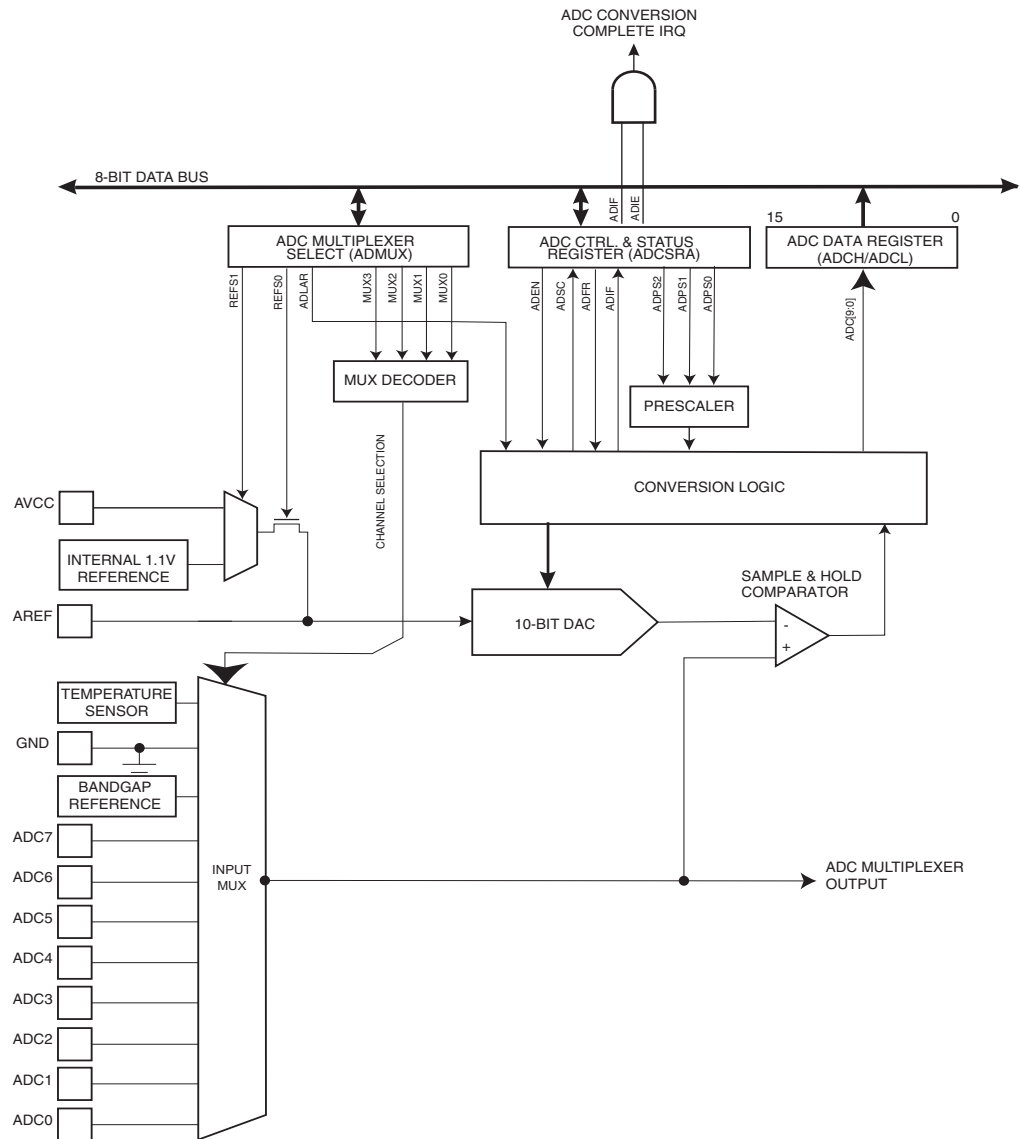 ADC CONVERSION
COMPLETE IRQ
8-BIT DATA BUS
ADIF
ADIE
15
0
ADC MULTIPLEXER
SELECT (ADMUX)
ADC CTRL. & STATUS
REGISTER (ADCSRA)
ADC DATA REGISTER
(ADCH/ADCL)
REFS1
REFS0
ADLAR
MUX3
MUX2
MUX1
MUX0
ADEN
ADSC
ADFR
ADIF
ADPS2
ADPS1
ADPS0
ADC[9:0]
MUX DECODER
PRESCALER
CHANNEL SELECTION
CONVERSION LOGIC
AVCC
INTERNAL 1.1V
REFERENCE
SAMPLE & HOLD
COMPARATOR
AREF
10-BIT DAC
-
+
TEMPERATURE
SENSOR
GND
BANDGAP
REFERENCE
ADC7
ADC6
INPUT
MUX
ADC MULTIPLEXER
OUTPUT
ADC5
ADC4
ADC3
ADC2
ADC1
ADC0